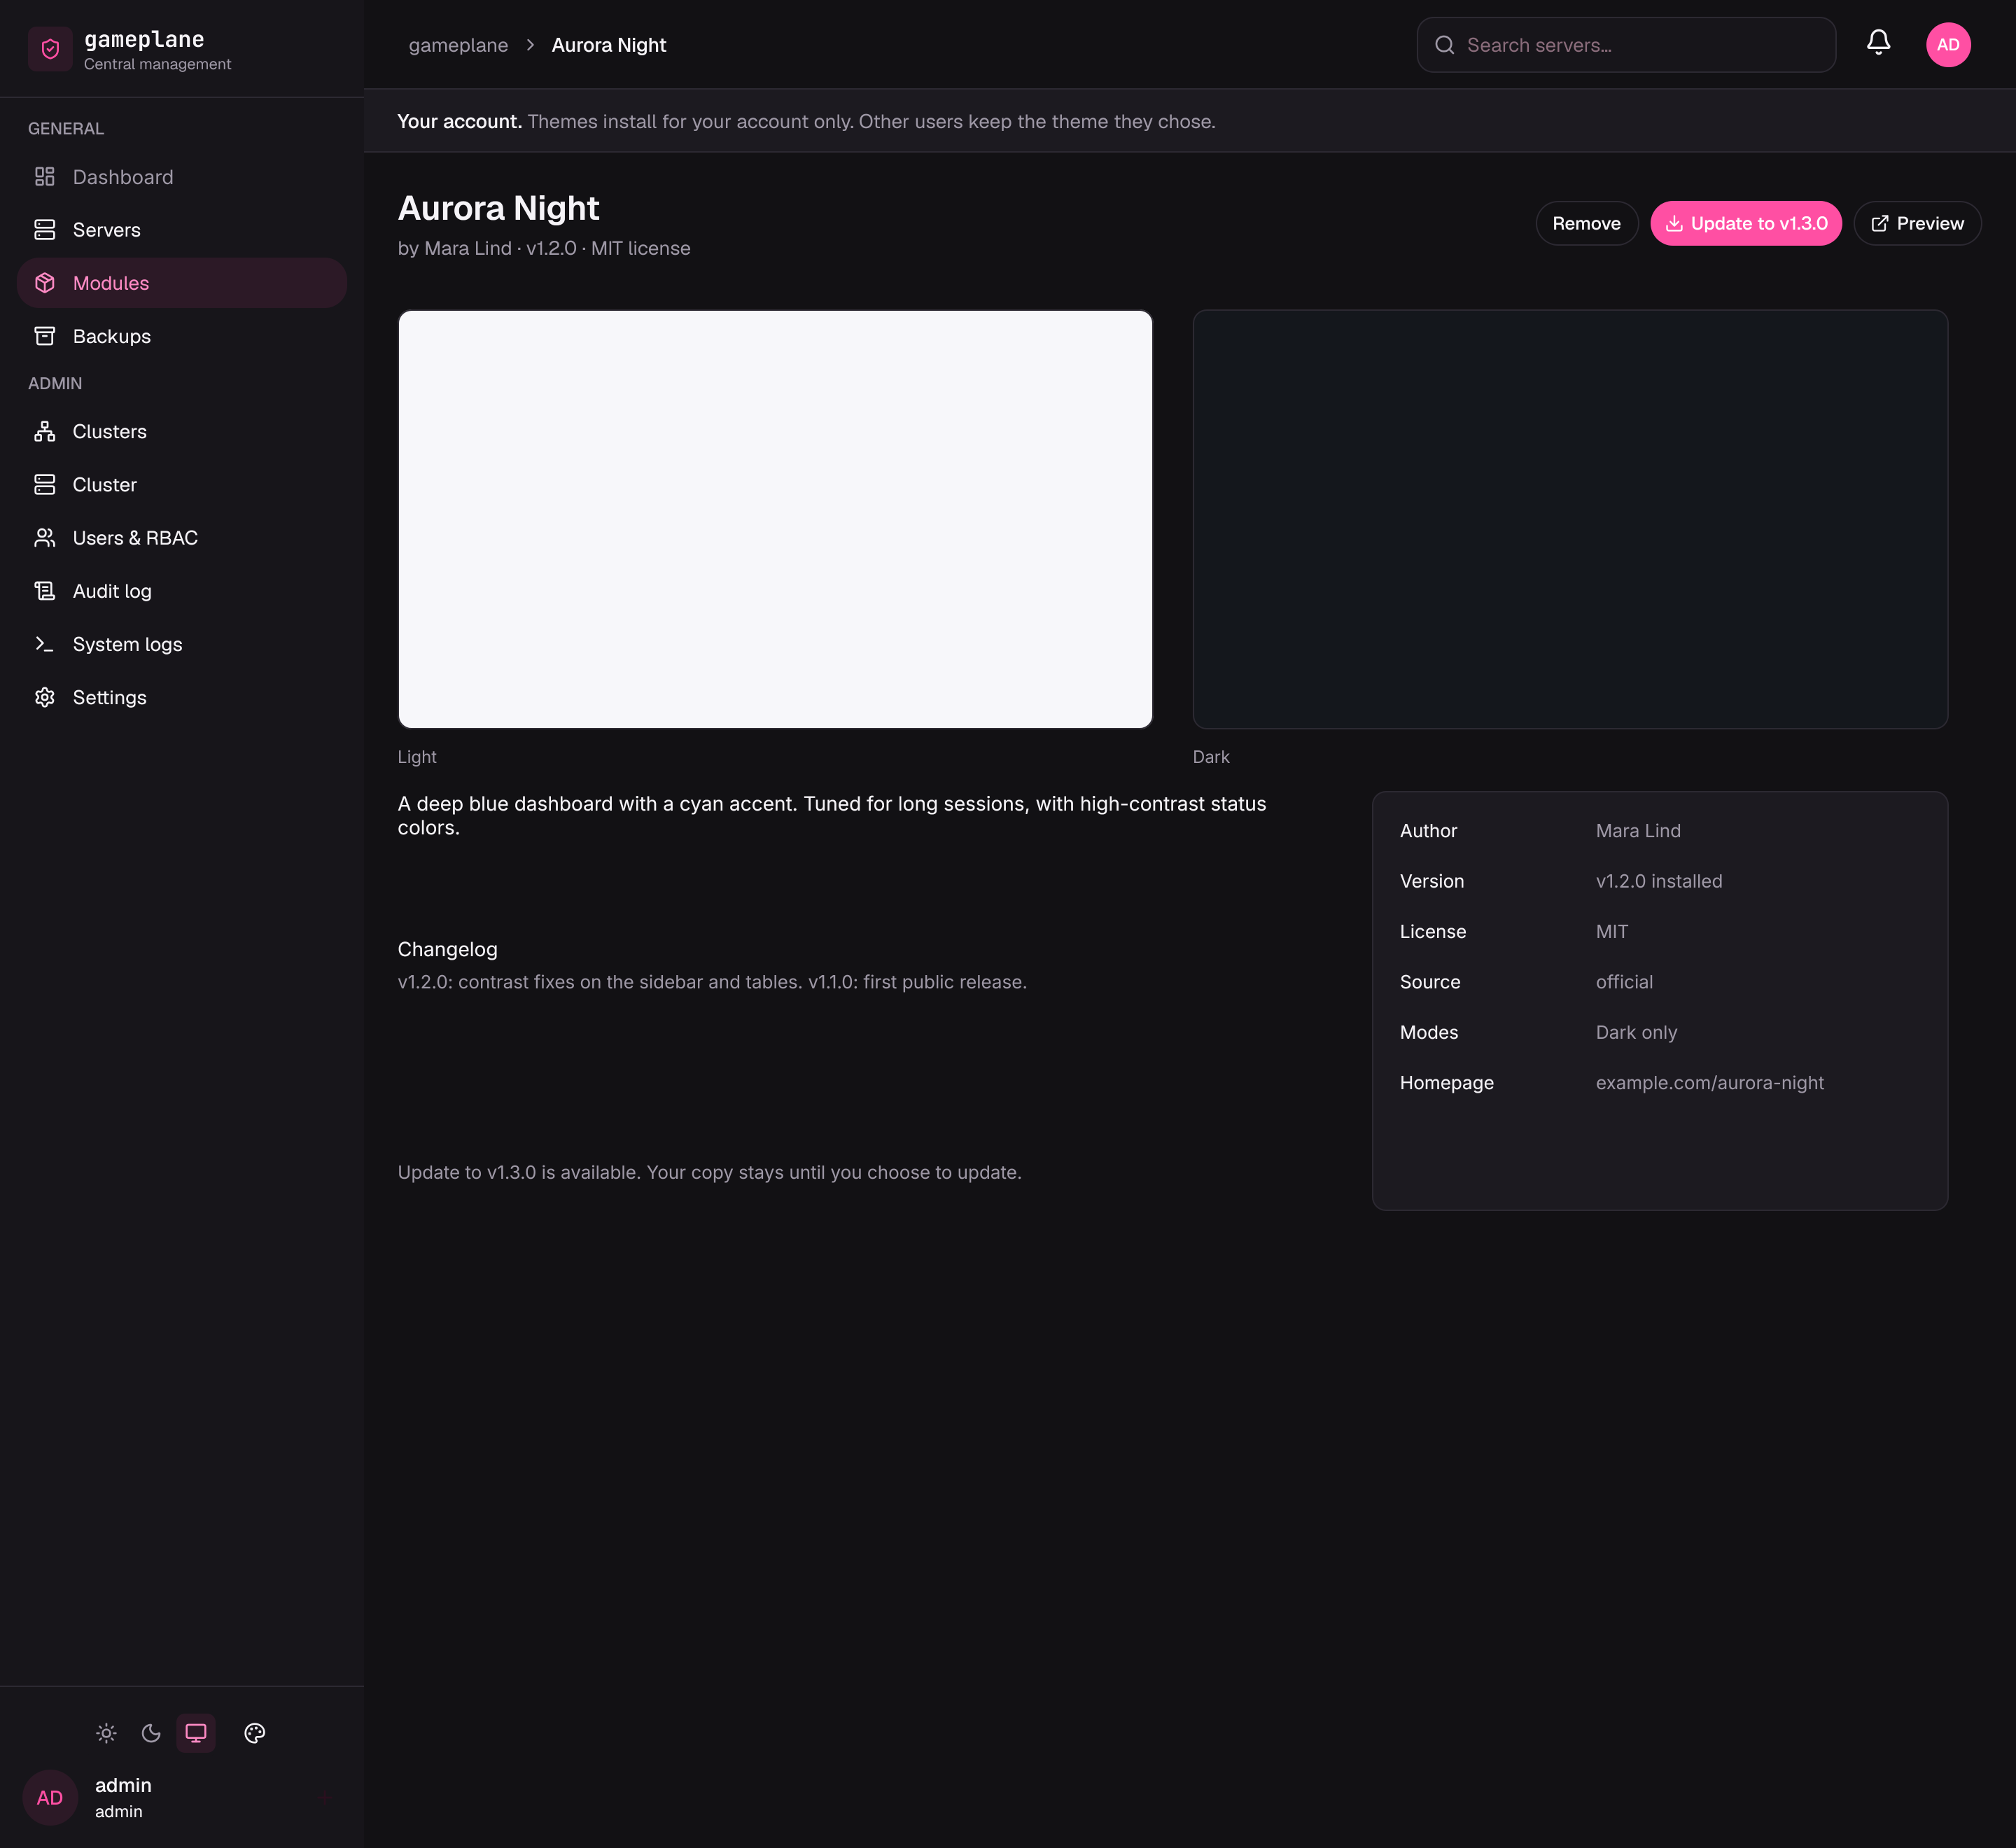 gameplane
Central management
GENERAL
Dashboard
Servers
Modules
Backups
ADMIN
Clusters
Cluster
Users & RBAC
Audit log
System logs
Settings
AD
admin
admin
gameplane > Aurora Night
Search servers...
AD
Your account. Themes install for your account only. Other users keep the theme they chose.
Aurora Night
by Mara Lind · v1.2.0 · MIT license
Remove
Update to v1.3.0
Preview
Light
Dark
A deep blue dashboard with a cyan accent. Tuned for long sessions, with high-contrast status
colors.
Changelog
v1.2.0: contrast fixes on the sidebar and tables. v1.1.0: first public release.
Update to v1.3.0 is available. Your copy stays until you choose to update.
Author Mara Lind
Version v1.2.0 installed
License MIT
Source official
Modes Dark only
Homepage example.com/aurora-night